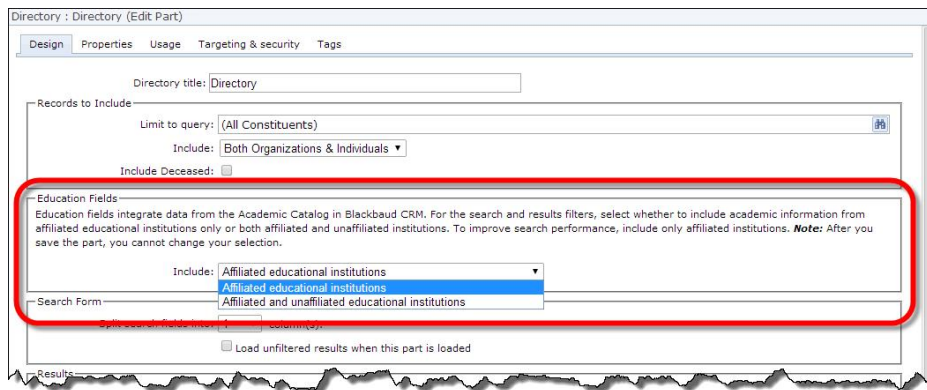 Directory : Directory (Edit Part)
Design Properties Usage Targeting & security Tags
Directory title: Directory
Records to Include
Limit to query: (All Constituents)
Include: Both Organizations & Individuals
Include Deceased:
Education Fields
Education fields integrate data from the Academic Catalog in Blackbaud CRM. For the search and results filters, select whether to include academic information from
affiliated educational institutions only or both affiliated and unaffiliated institutions. To improve search performance, include only affiliated institutions. Note: After you
save the part, you cannot change your selection.
Include: Affiliated educational institutions
Affiliated educational institutions
Affiliated and unaffiliated educational institutions
Search Form
Split search fields into: column(s).
Load unfiltered results when this part is loaded
Results